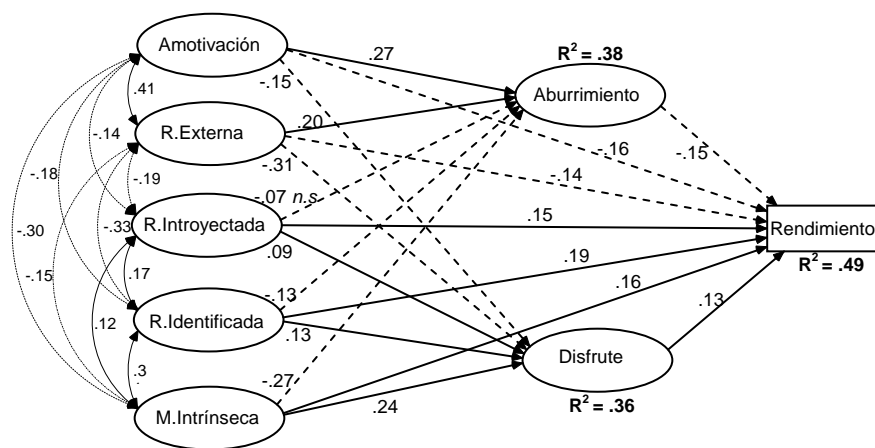 Amotivación
.27
R² = .38
-.15
Aburrimiento
.41
R.Externa
.20
-.14
-.31
-.16
-.15
-.18
-.19
-.14
-.07 n.s.
R.Introyectada
.15
Rendimiento
-.30
-.33
.09
R² = .49
-.15
.17
.19
.16
-.13
.12
R.Identificada
.13
.13
Disfrute
.3
-.27
M.Intrínseca
.24
R² = .36